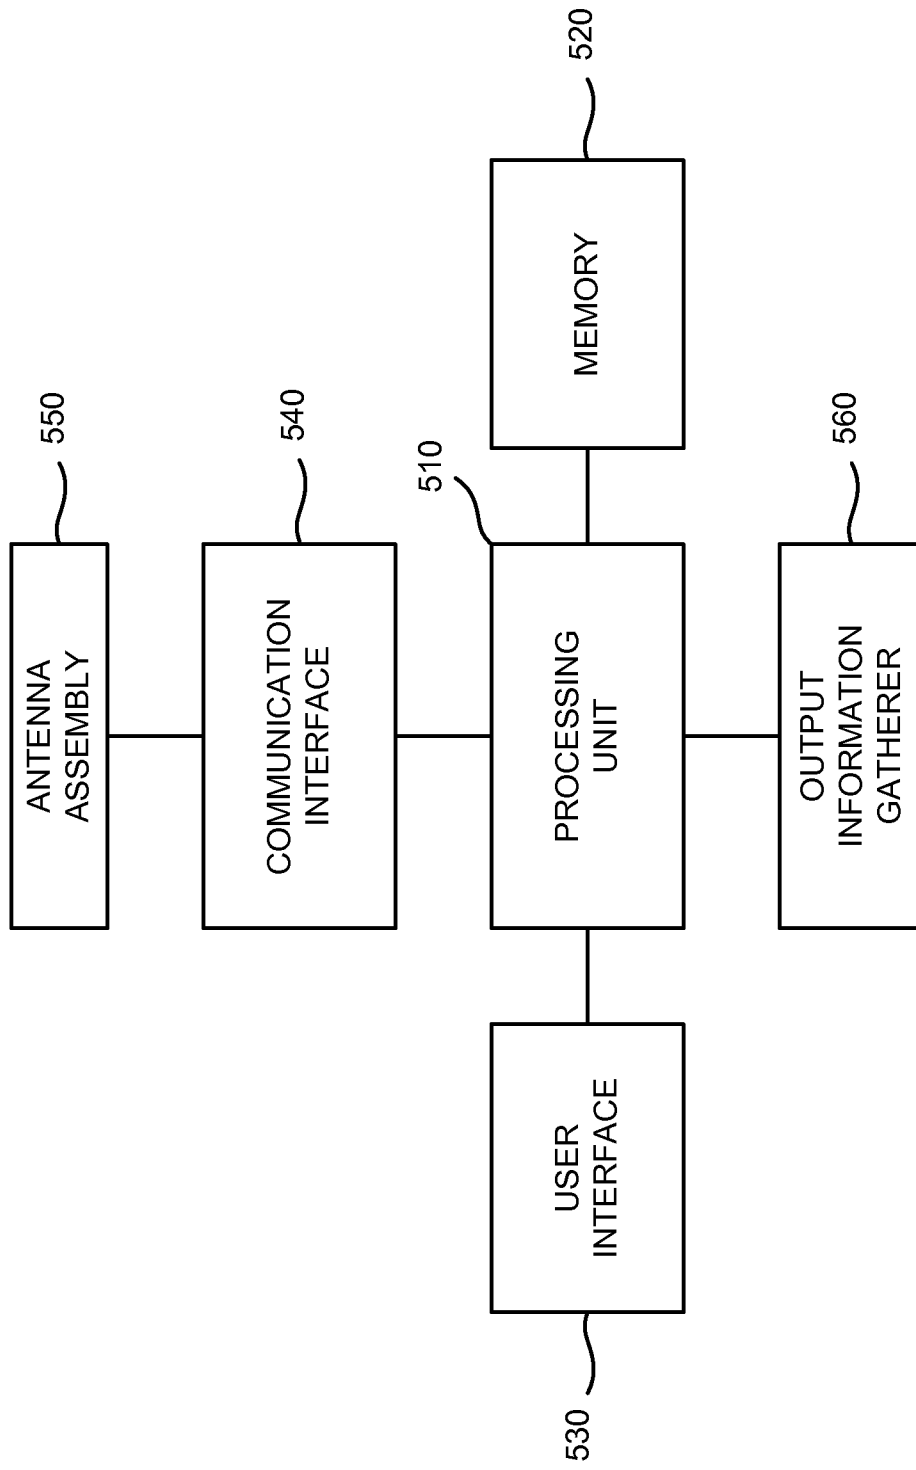 550
ANTENNA
ASSEMBLY
540
COMMUNICATION
INTERFACE
510
PROCESSING
UNIT
520
MEMORY
530
USER
INTERFACE
560
OUTPUT
INFORMATION
GATHERER